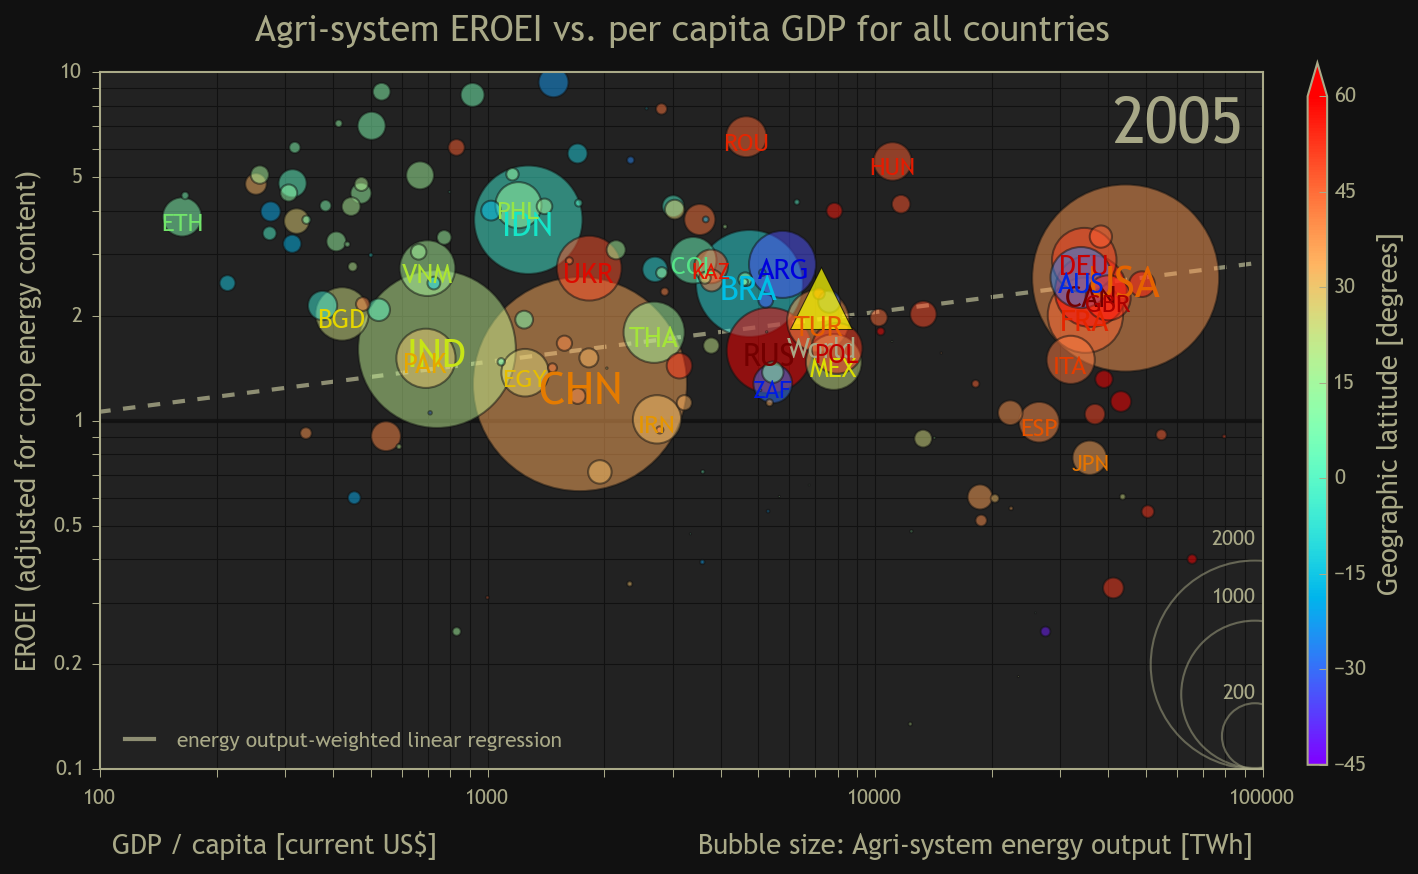 Agri-system EROEI vs. per capita GDP for all countries
2005
EROEI (adjusted for crop energy content)
10
5
2
1
0.5
0.2
0.1
ROU
HUN
ETH
PHL
IDN
UKR
VNM
COL
KAZ
ARG
BRA
DEU
AUS
USA
CAN
GBR
FRA
BGD
THA
TUR
World
RUS
POL
MEX
IND
PAK
EGY
CHN
ZAF
ITA
IRN
ESP
JPN
2000
1000
200
energy output-weighted linear regression
100
1000
10000
100000
GDP / capita [current US$]
Bubble size: Agri-system energy output [TWh]
60
45
30
15
0
−15
−30
−45
Geographic latitude [degrees]